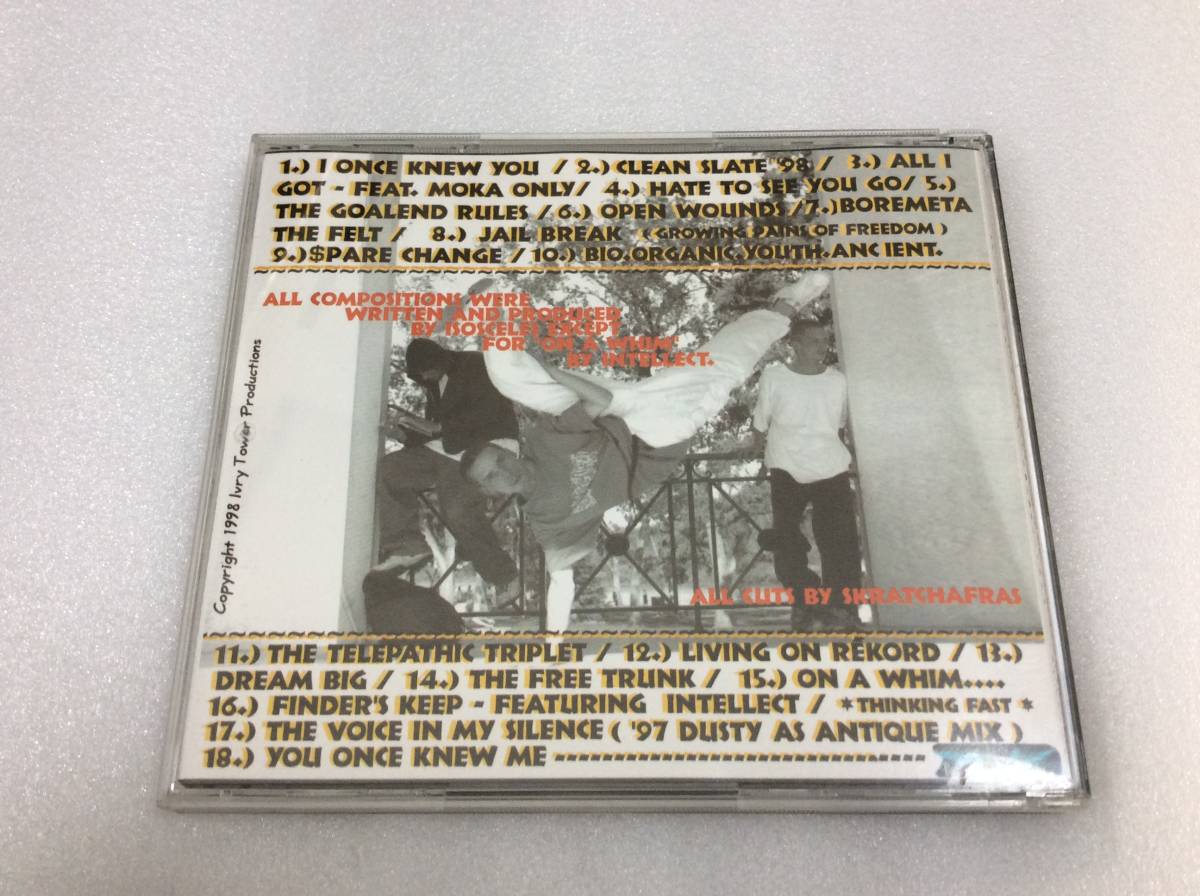 1.) I ONCE KNEW YOU / 2.) CLEAN SLATE '98 / 3.) ALL I
GOT - FEAT. MOKA ONLY/ 4.) HATE TO SEE YOU GO/ 5.)
THE GOALEND RULES / 6.) OPEN WOUNDS /7.)BOREMETA
THE FELT / 8.) JAIL BREAK (GROWING PAINS OF FREEDOM)
9.)$PARE CHANGE / 10.) BIO.ORGANIC.YOUTH.ANCIENT.
ALL COMPOSITIONS WERE
WRITTEN AND PRODUCED
BY ISOSCELES EXCEPT
FOR "ON A WHIM"
BY INTELLECT.
Copyright 1998 Ivry Tower Productions
ALL CUTS BY SKRATCHAFRAS
11.) THE TELEPATHIC TRIPLET / 12.) LIVING ON REKORD / 13.)
DREAM BIG / 14.) THE FREE TRUNK / 15.) ON A WHIM....
16.) FINDER'S KEEP - FEATURING INTELLECT / *THINKING FAST *
17.) THE VOICE IN MY SILENCE ( '97 DUSTY AS ANTIQUE MIX )
18.) YOU ONCE KNEW ME ------------------------------